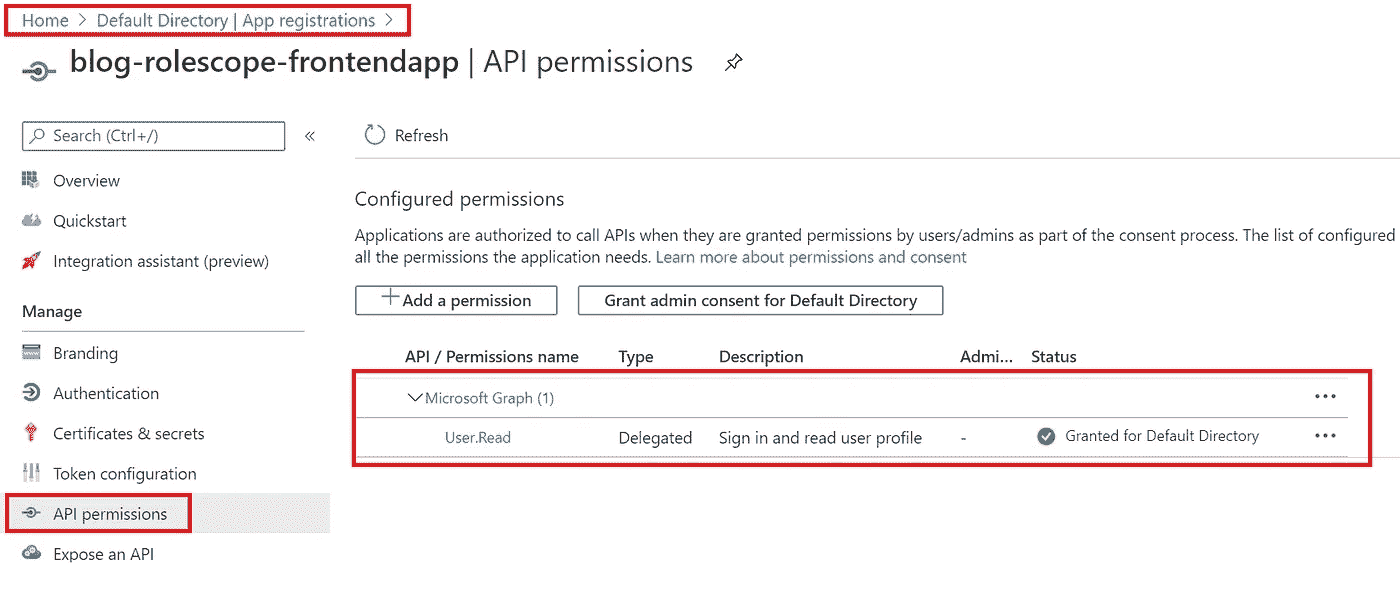 Home > Default Directory | App registrations >
blog-rolescope-frontendapp | API permissions
Search (Ctrl+/)
«
Refresh
Overview
Quickstart
Integration assistant (preview)
Manage
Branding
Authentication
Certificates & secrets
Token configuration
API permissions
Expose an API
Configured permissions
Applications are authorized to call APIs when they are granted permissions by users/admins as part of the consent process. The list of configured
all the permissions the application needs. Learn more about permissions and consent
+ Add a permission
Grant admin consent for Default Directory
API / Permissions name Type Description Admi... Status
Microsoft Graph (1) ...
User.Read Delegated Sign in and read user profile - Granted for Default Directory ...